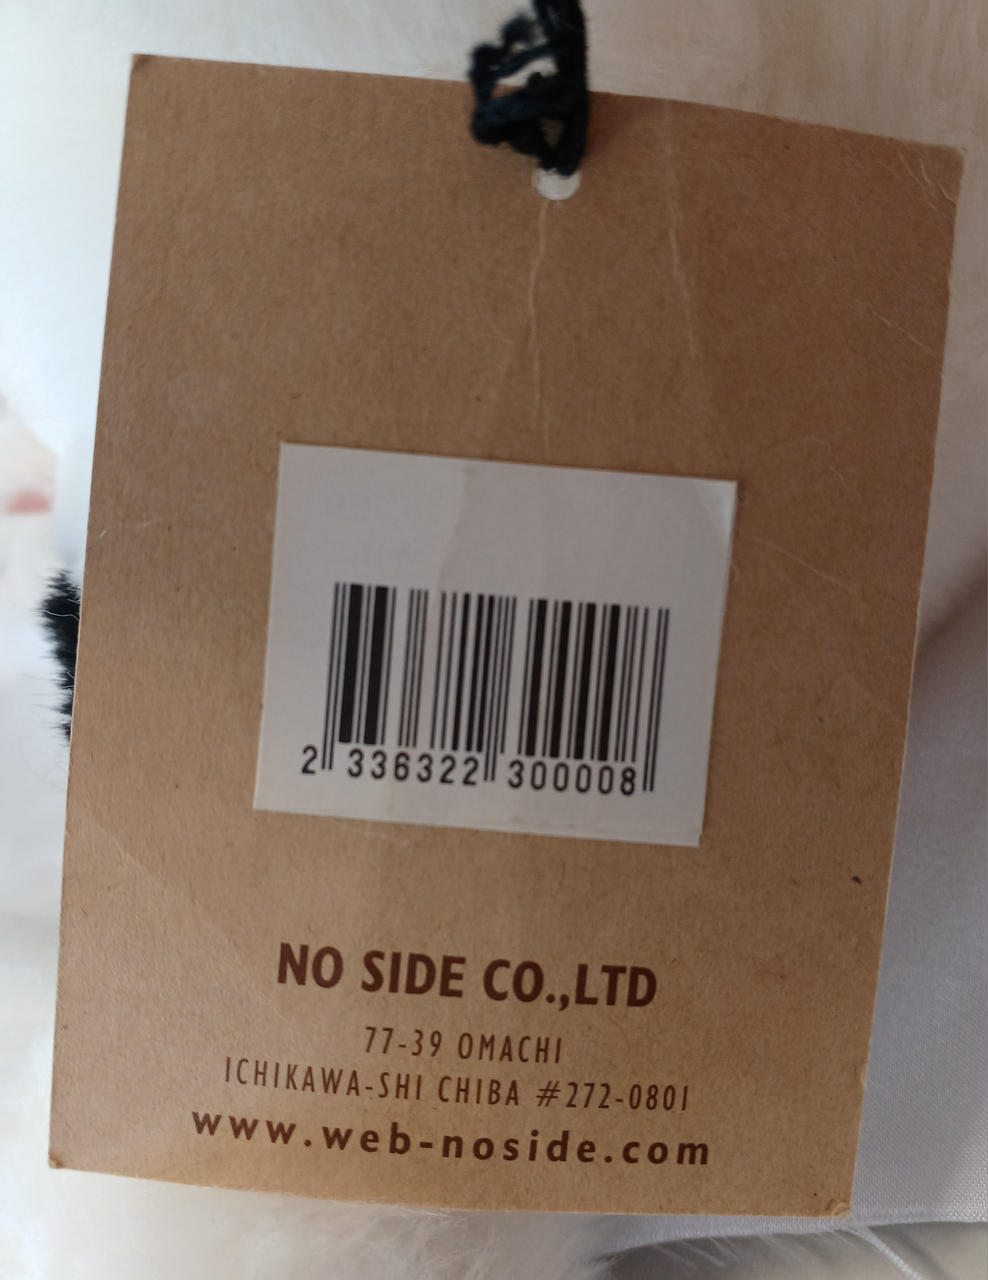 2 336322 300008
NO SIDE CO.,LTD
77-39 OMACHI
ICHIKAWA-SHI CHIBA #272-0801
www.web-noside.com